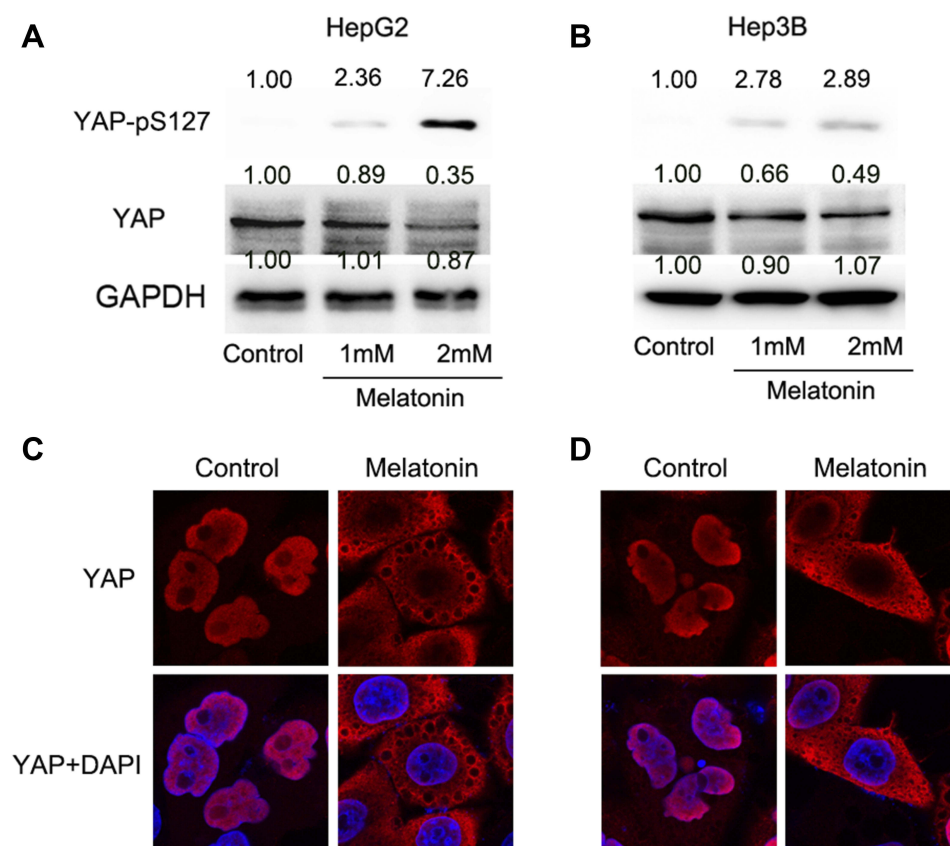 A HepG2
1.00 2.36 7.26
YAP-pS127
1.00 0.89 0.35
YAP
1.00 1.01 0.87
GAPDH
Control 1mM 2mM
Melatonin
B Hep3B
1.00 2.78 2.89
1.00 0.66 0.49
1.00 0.90 1.07
Control 1mM 2mM
Melatonin
C
Control Melatonin
YAP
YAP+DAPI
D
Control Melatonin